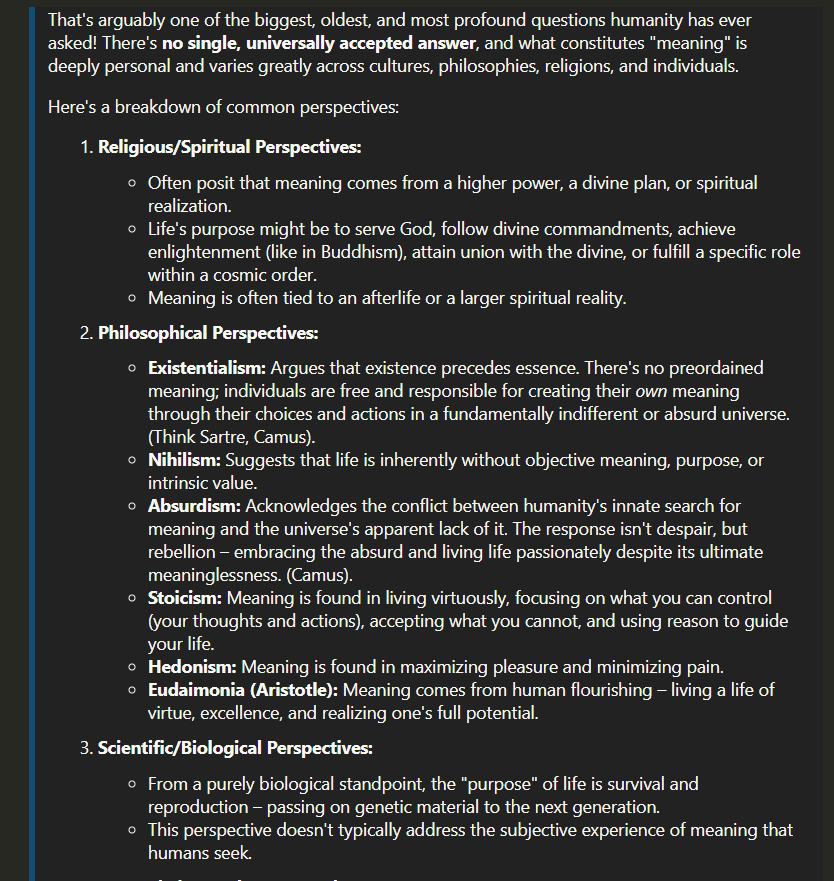 That's arguably one of the biggest, oldest, and most profound questions humanity has ever
asked! There's no single, universally accepted answer, and what constitutes "meaning" is
deeply personal and varies greatly across cultures, philosophies, religions, and individuals.
Here's a breakdown of common perspectives:
1. Religious/Spiritual Perspectives:
◦ Often posit that meaning comes from a higher power, a divine plan, or spiritual
realization.
◦ Life's purpose might be to serve God, follow divine commandments, achieve
enlightenment (like in Buddhism), attain union with the divine, or fulfill a specific role
within a cosmic order.
◦ Meaning is often tied to an afterlife or a larger spiritual reality.
2. Philosophical Perspectives:
◦ Existentialism: Argues that existence precedes essence. There's no preordained
meaning; individuals are free and responsible for creating their own meaning
through their choices and actions in a fundamentally indifferent or absurd universe.
(Think Sartre, Camus).
◦ Nihilism: Suggests that life is inherently without objective meaning, purpose, or
intrinsic value.
◦ Absurdism: Acknowledges the conflict between humanity's innate search for
meaning and the universe's apparent lack of it. The response isn't despair, but
rebellion – embracing the absurd and living life passionately despite its ultimate
meaninglessness. (Camus).
◦ Stoicism: Meaning is found in living virtuously, focusing on what you can control
(your thoughts and actions), accepting what you cannot, and using reason to guide
your life.
◦ Hedonism: Meaning is found in maximizing pleasure and minimizing pain.
◦ Eudaimonia (Aristotle): Meaning comes from human flourishing – living a life of
virtue, excellence, and realizing one's full potential.
3. Scientific/Biological Perspectives:
◦ From a purely biological standpoint, the "purpose" of life is survival and
reproduction – passing on genetic material to the next generation.
◦ This perspective doesn't typically address the subjective experience of meaning that
humans seek.